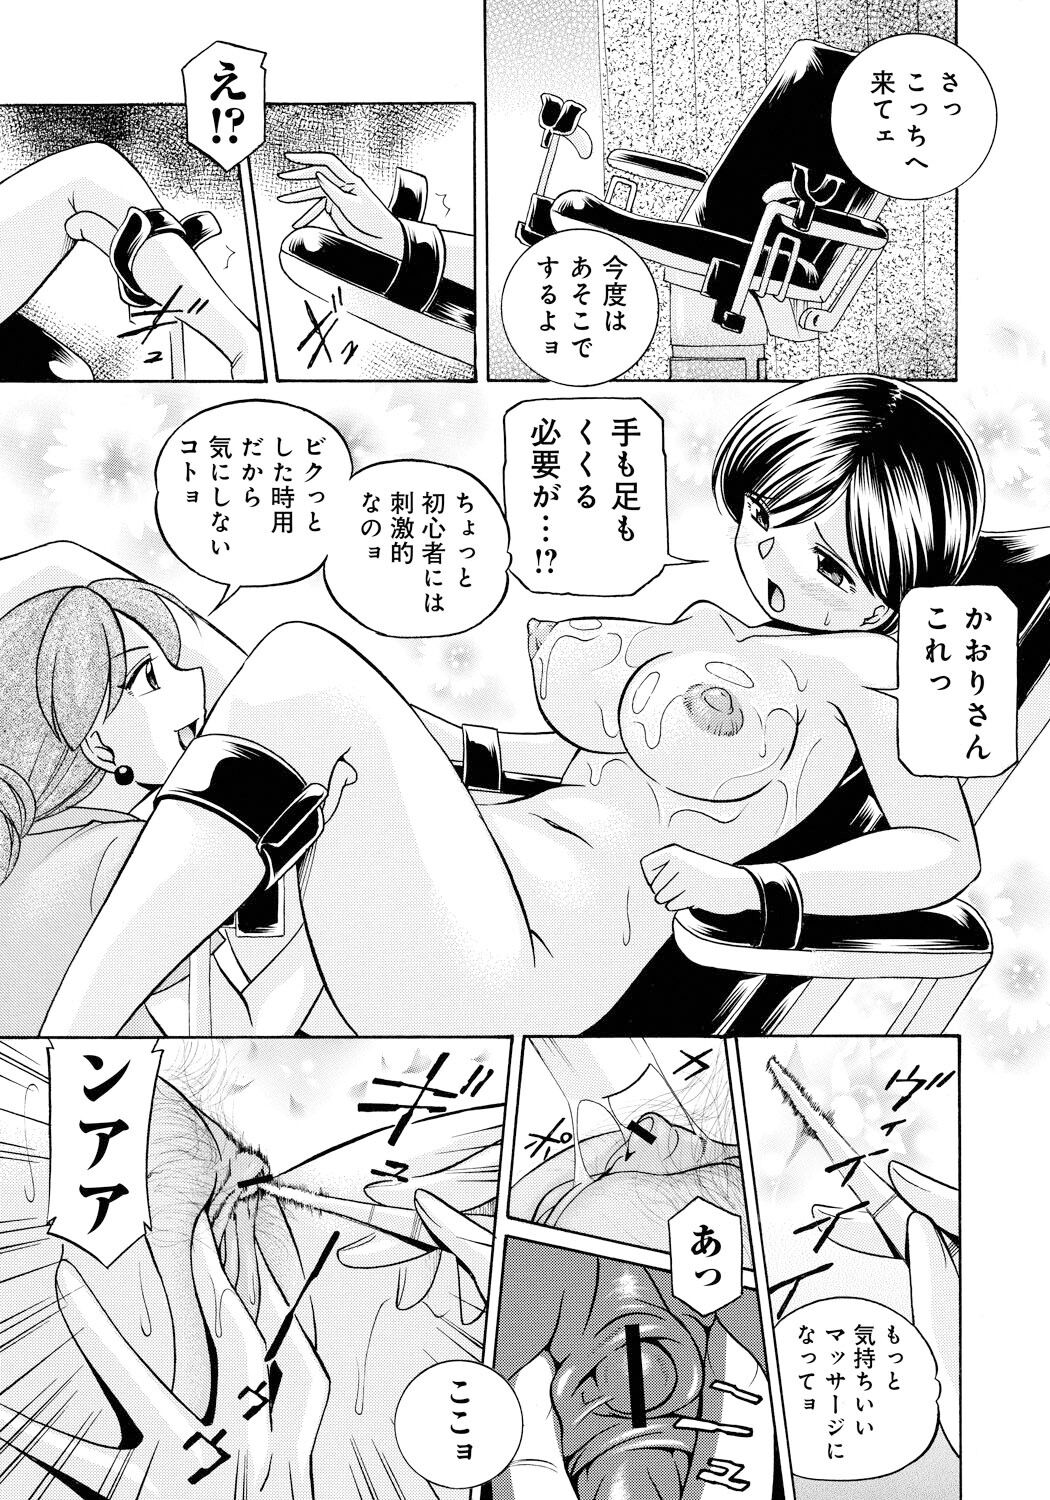 さっ
こっちへ
来てェ
今度は
あそこで
するよョ
え!?
かおりさん
これっ
手も足も
くくる
必要が…!?
ちょっと
初心者には
刺激的
なのョ
ビクっと
した時用
だから
気にしない
コトョ
もっと
気持ちいい
マッサージに
なってョ
あっ
ここョ
ンアアァ